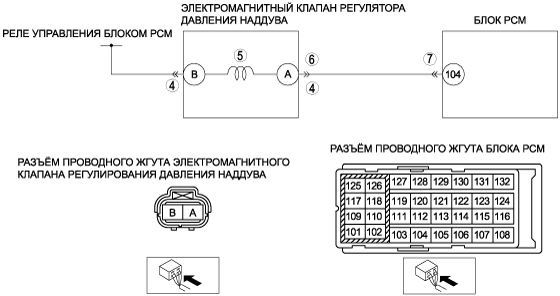 ЭЛЕКТРОМАГНИТНЫЙ КЛАПАН РЕГУЛЯТОРА
ДАВЛЕНИЯ НАДДУВА
БЛОК PCM
РЕЛЕ УПРАВЛЕНИЯ БЛОКОМ PCM
5 6 7
B A 104
4 4
РАЗЪЁМ ПРОВОДНОГО ЖГУТА ЭЛЕКТРОМАГНИТНОГО
КЛАПАНА РЕГУЛИРОВАНИЯ ДАВЛЕНИЯ НАДДУВА
B A
РАЗЪЁМ ПРОВОДНОГО ЖГУТА БЛОКА PCM
125 126 127 128 129 130 131 132
117 118 119 120 121 122 123 124
109 110 111 112 113 114 115 116
101 102 103 104 105 106 107 108